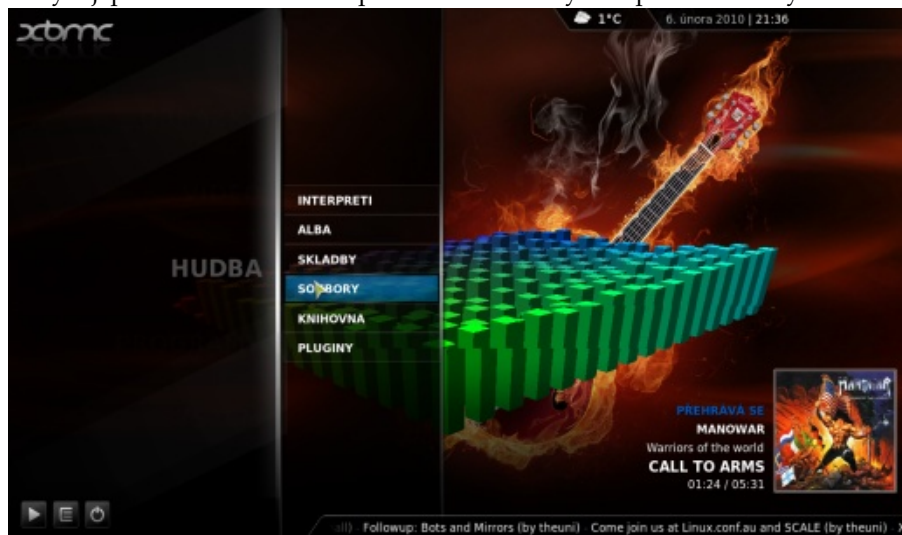 xbmc
1°C
6. února 2010 | 21:36
INTERPRETI
ALBA
SKLADBY
HUDBA
SOUBORY
KNIHOVNA
PLUGINY
PŘEHRÁVÁ SE
MANOWAR
Warriors of the world
CALL TO ARMS
01:24 / 05:31
MANOWAR
Followup: Bots and Mirrors (by theuni) - Come join us at Linux.conf.au and SCALE (by theuni)